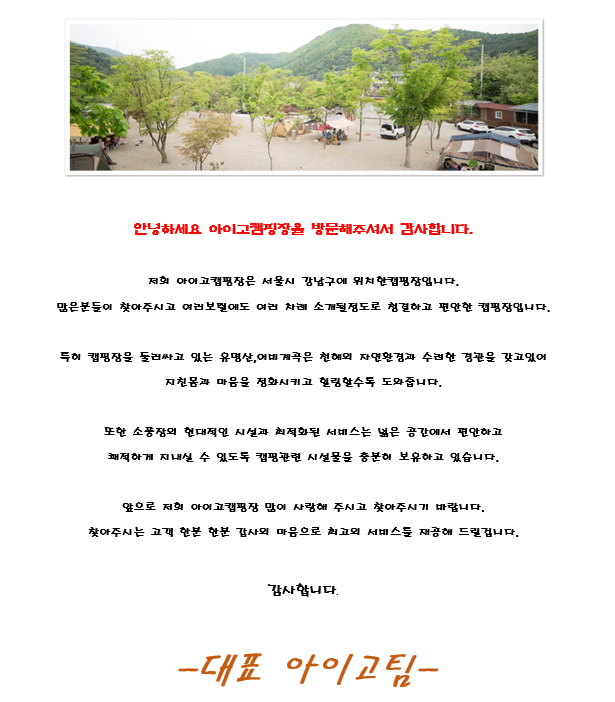 안녕하세요 아이고캠핑장을 방문해주셔서 감사합니다.
저희 아이고캠핑장은 서울시 강남구에 위치한캠핑장입니다.
많은분들이 찾아주시고 여러포털에도 여러 차례 소개될정도로 청결하고 편안한 캠핑장입니다.
특히 캠핑장을 둘러싸고 있는 유명산,어비계곡은 천혜의 자연환경과 수려한 경관을 갖고있어
지친몸과 마음을 정화시키고 힐링할수록 도와줍니다.
또한 소풍장의 현대적인 시설과 최적화된 서비스는 넓은 공간에서 편안하고
쾌적하게 지내실 수 있도록 캠핑관련 시설물을 충분히 보유하고 있습니다.
앞으로 저희 아이고캠핑장 많이 사랑해 주시고 찾아주시기 바랍니다.
찾아주시는 고객 한분 한분 감사의 마음으로 최고의 서비스를 제공해 드릴겁니다.
감사합니다.
-대표 아이고팀-